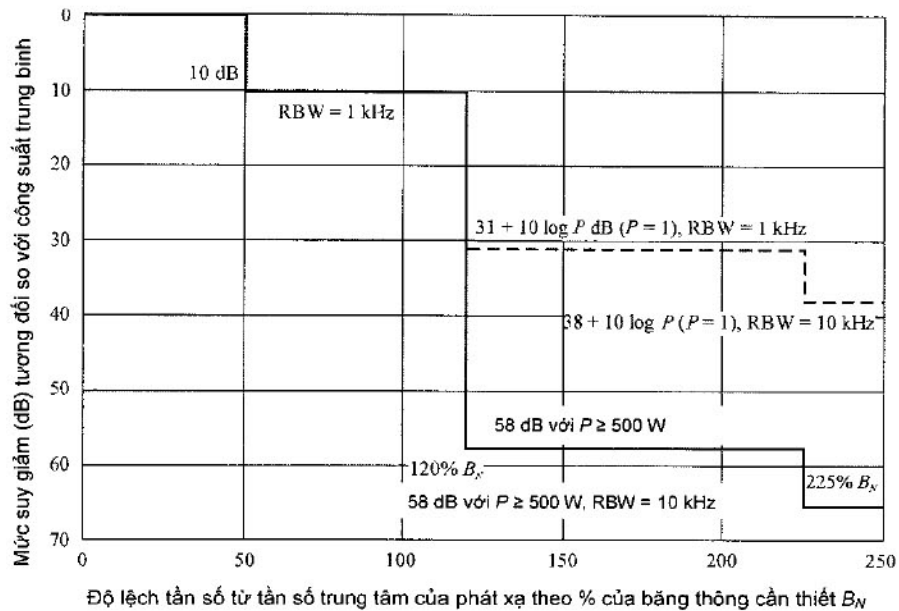 Mức suy giảm (dB) tương đối so với công suất trung bình
0
10
20
30
40
50
60
70
10 dB
RBW = 1 kHz
31 + 10 log P dB (P = 1), RBW = 1 kHz
38 + 10 log P (P = 1), RBW = 10 kHz
58 dB với P ≥ 500 W
120% B_N
225% B_N
58 dB với P ≥ 500 W, RBW = 10 kHz
0 50 100 150 200 250
Độ lệch tần số từ tần số trung tâm của phát xạ theo % của băng thông cần thiết B_N